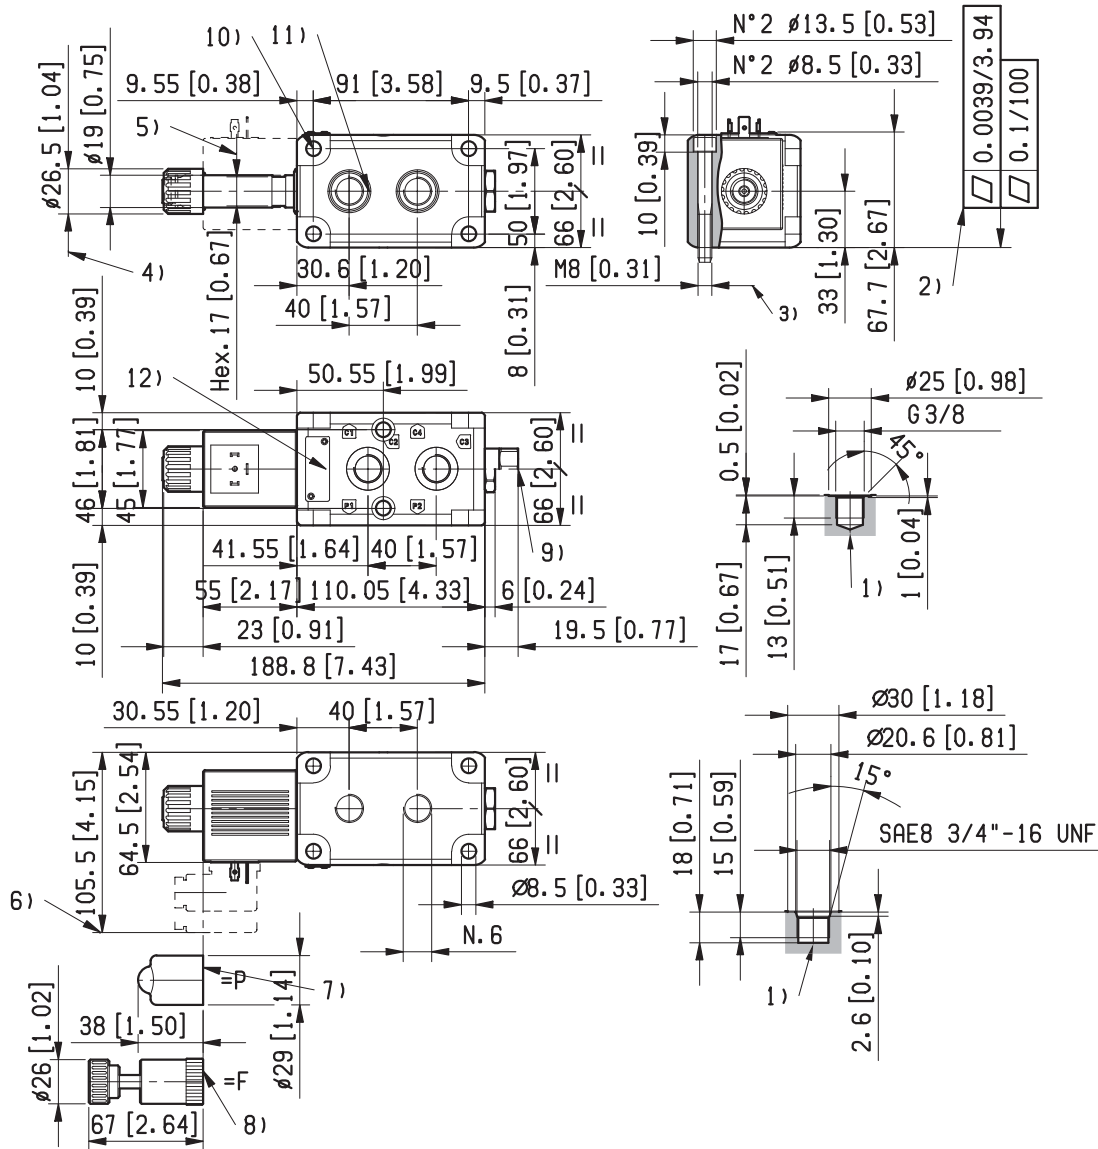 10)
11)
N°2 ø13.5 [0.53]
N°2 ø8.5 [0.33]
9.55 [0.38]
91 [3.58]
9.5 [0.37]
ø26.5 [1.04]
ø19 [0.75]
5)
4)
Hex.17 [0.67]
30.6 [1.20]
40 [1.57]
50 [1.97]
66 [2.60]
=
=
8 [0.31]
10 [0.39]
M8 [0.31]
3)
33 [1.30]
67.7 [2.67]
2)
0.0039/3.94
0.1/100
10 [0.39]
12)
50.55 [1.99]
46 [1.81]
45 [1.77]
C1
C2
C4
C3
P1
P2
66 [2.60]
=
=
9)
10 [0.39]
41.55 [1.64]
40 [1.57]
55 [2.17]
110.05 [4.33]
6 [0.24]
23 [0.91]
19.5 [0.77]
188.8 [7.43]
ø25 [0.98]
G3/8
45°
0.5 [0.02]
17 [0.67]
13 [0.51]
1)
1 [0.04]
30.55 [1.20]
40 [1.57]
105.5 [4.15]
64.5 [2.54]
66 [2.60]
=
=
Ø8.5 [0.33]
N.6
6)
=P
7)
38 [1.50]
ø29 [1.14]
ø26 [1.02]
=F
8)
67 [2.64]
Ø30 [1.18]
Ø20.6 [0.81]
15°
SAE8 3/4"-16 UNF
18 [0.71]
15 [0.59]
1)
2.6 [0.10]